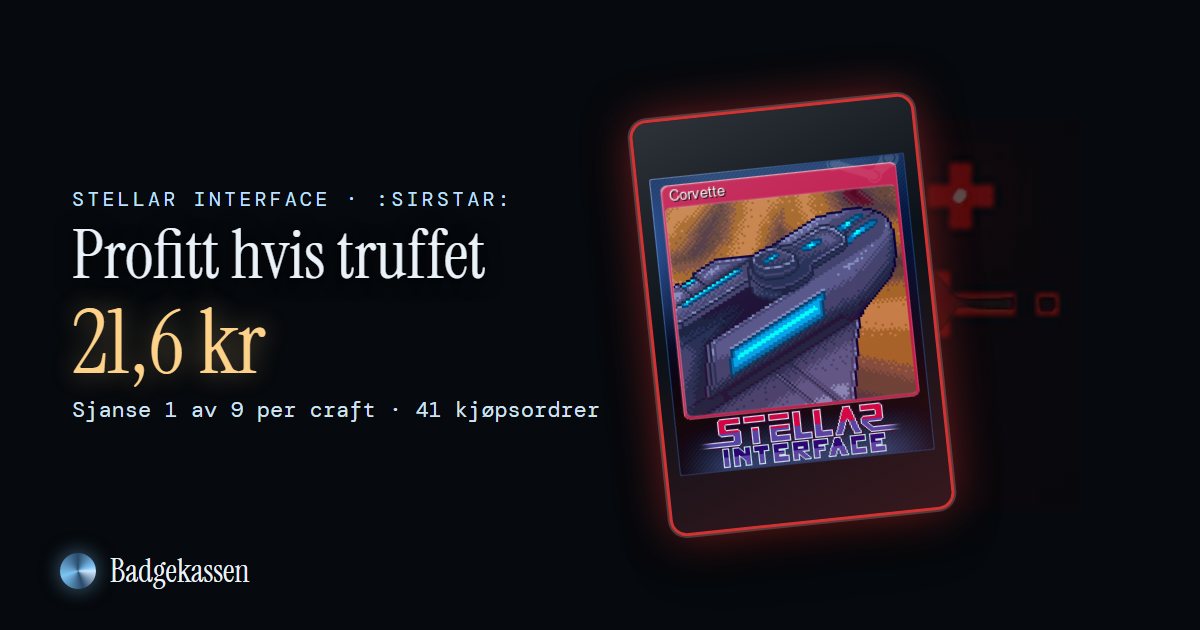 STELLAR INTERFACE · :SIRSTAR:
Profitt hvis truffet
21,6 kr
Sjanse 1 av 9 per craft · 41 kjøpsordrer
Corvette
STELLAR
INTERFACE
Badgekassen